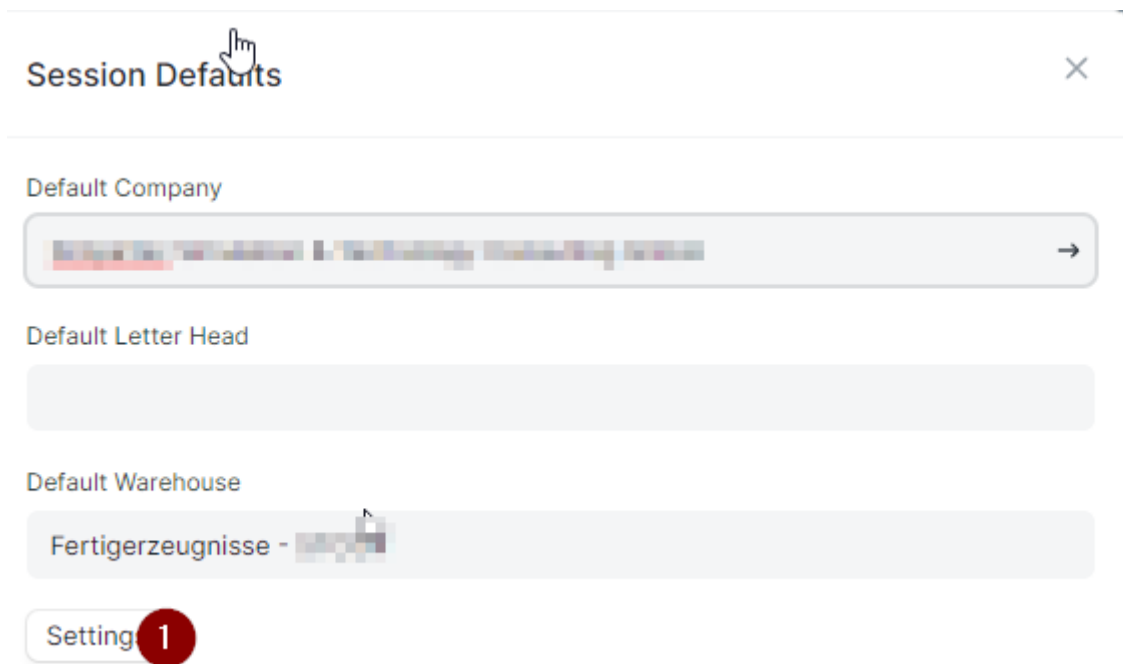 Session Defaults
Default Company
Default Letter Head
Default Warehouse
Fertigerzeugnisse -
Settings
1